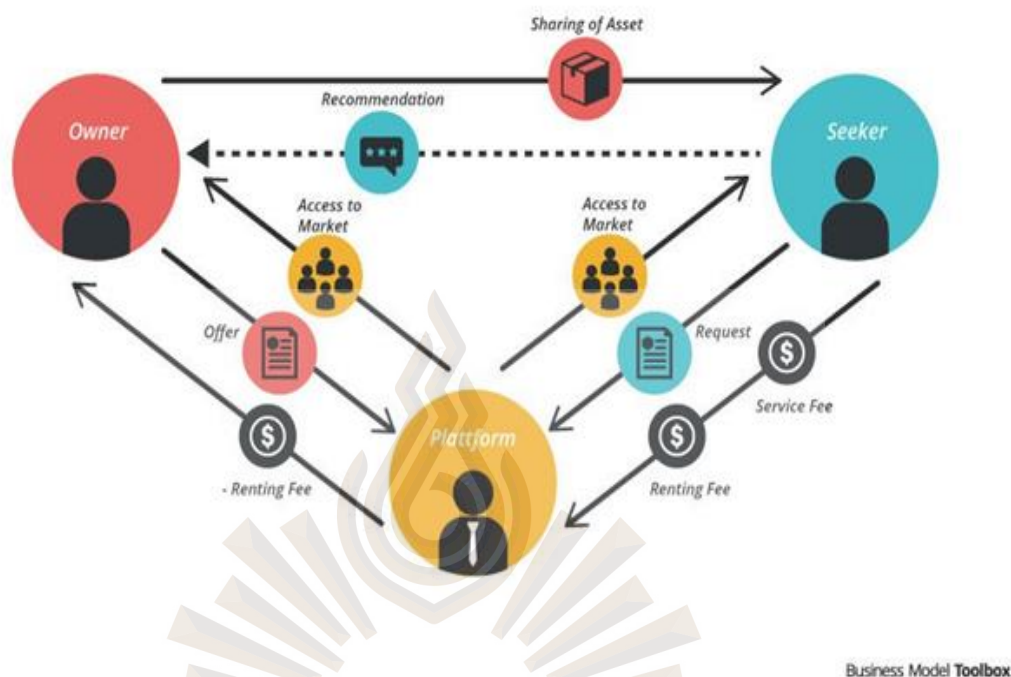 Sharing of Asset
Recommendation
Owner
Seeker
Access to
Market
Access to
Market
Offer
Request
Service Fee
Plattform
- Renting Fee
Renting Fee
Business Model Toolbox